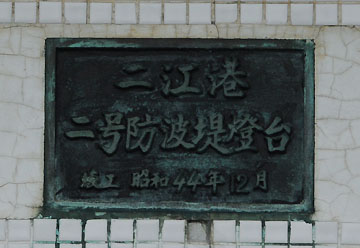 二江港
二号防波堤燈台
竣工 昭和44年12月